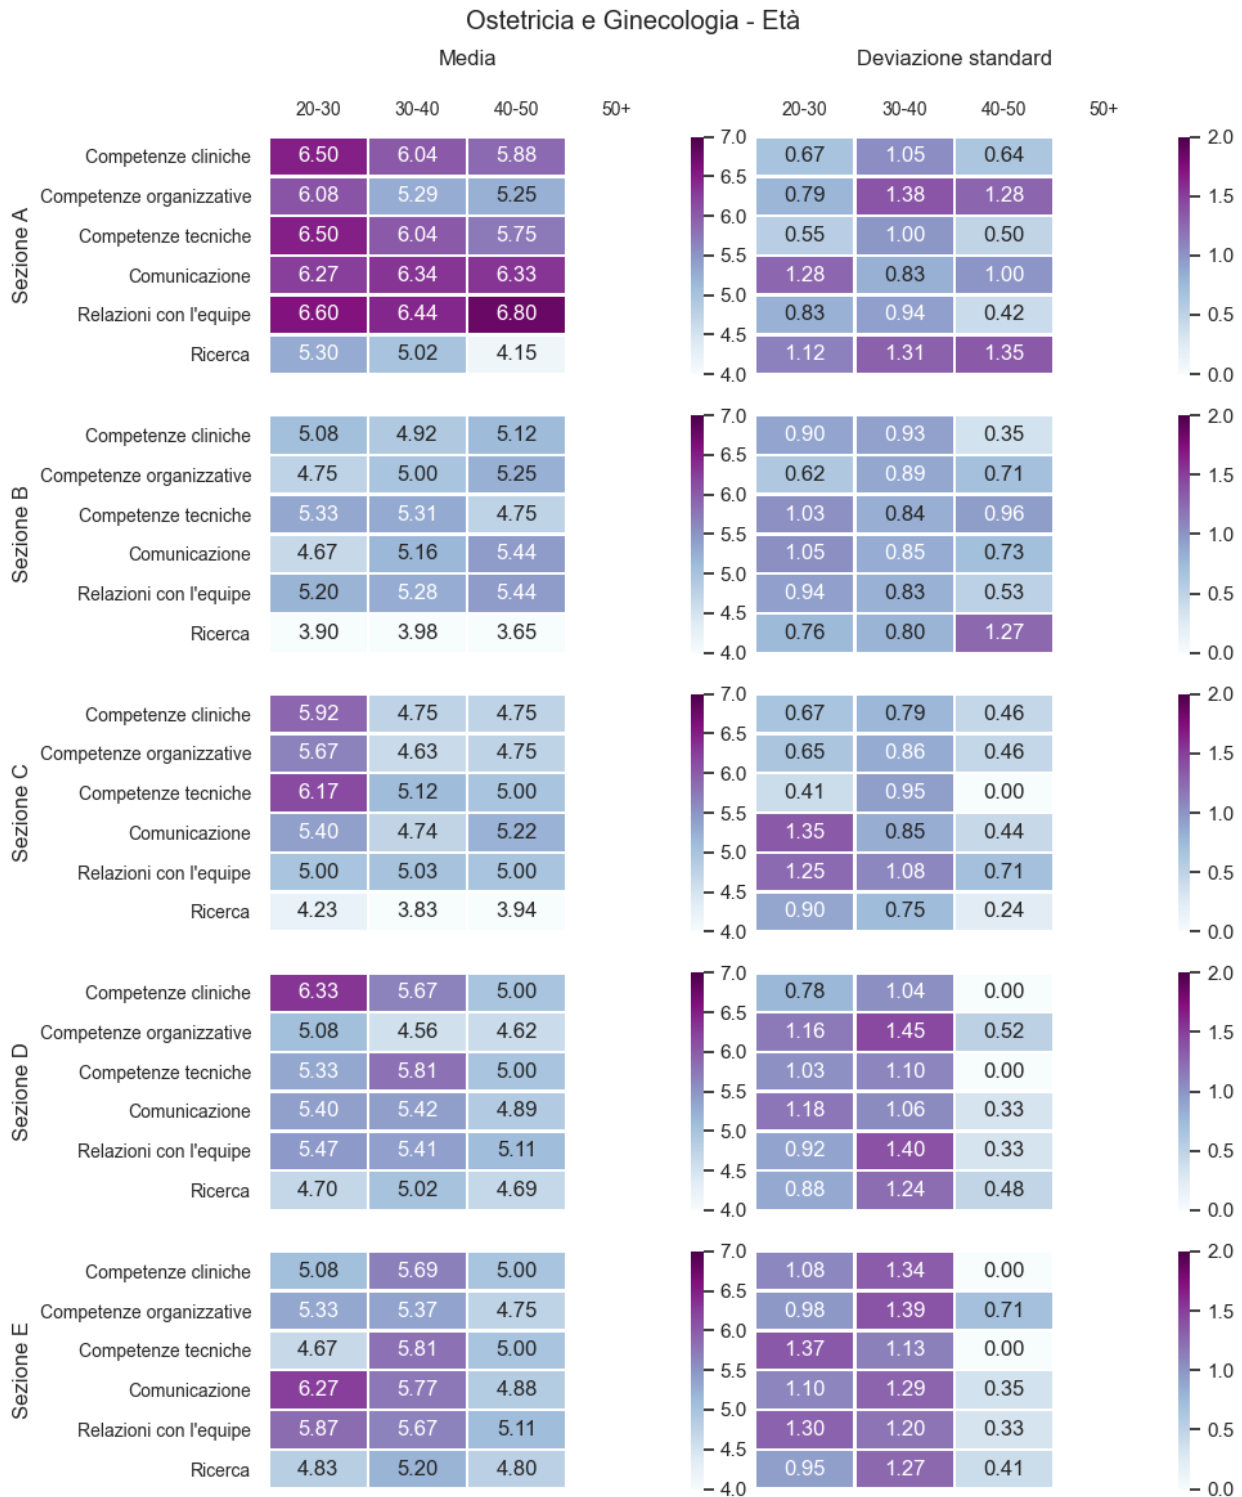 Ostetricia e Ginecologia - Età
Media Deviazione standard
20-30 30-40 40-50 50+ 20-30 30-40 40-50 50+
Sezione A
Competenze cliniche 6.50 6.04 5.88 0.67 1.05 0.64
Competenze organizzative 6.08 5.29 5.25 0.79 1.38 1.28
Competenze tecniche 6.50 6.04 5.75 0.55 1.00 0.50
Comunicazione 6.27 6.34 6.33 1.28 0.83 1.00
Relazioni con l'equipe 6.60 6.44 6.80 0.83 0.94 0.42
Ricerca 5.30 5.02 4.15 1.12 1.31 1.35
7.0 6.5 6.0 5.5 5.0 4.5 4.0
2.0 1.5 1.0 0.5 0.0
Sezione B
Competenze cliniche 5.08 4.92 5.12 0.90 0.93 0.35
Competenze organizzative 4.75 5.00 5.25 0.62 0.89 0.71
Competenze tecniche 5.33 5.31 4.75 1.03 0.84 0.96
Comunicazione 4.67 5.16 5.44 1.05 0.85 0.73
Relazioni con l'equipe 5.20 5.28 5.44 0.94 0.83 0.53
Ricerca 3.90 3.98 3.65 0.76 0.80 1.27
7.0 6.5 6.0 5.5 5.0 4.5 4.0
2.0 1.5 1.0 0.5 0.0
Sezione C
Competenze cliniche 5.92 4.75 4.75 0.67 0.79 0.46
Competenze organizzative 5.67 4.63 4.75 0.65 0.86 0.46
Competenze tecniche 6.17 5.12 5.00 0.41 0.95 0.00
Comunicazione 5.40 4.74 5.22 1.35 0.85 0.44
Relazioni con l'equipe 5.00 5.03 5.00 1.25 1.08 0.71
Ricerca 4.23 3.83 3.94 0.90 0.75 0.24
7.0 6.5 6.0 5.5 5.0 4.5 4.0
2.0 1.5 1.0 0.5 0.0
Sezione D
Competenze cliniche 6.33 5.67 5.00 0.78 1.04 0.00
Competenze organizzative 5.08 4.56 4.62 1.16 1.45 0.52
Competenze tecniche 5.33 5.81 5.00 1.03 1.10 0.00
Comunicazione 5.40 5.42 4.89 1.18 1.06 0.33
Relazioni con l'equipe 5.47 5.41 5.11 0.92 1.40 0.33
Ricerca 4.70 5.02 4.69 0.88 1.24 0.48
7.0 6.5 6.0 5.5 5.0 4.5 4.0
2.0 1.5 1.0 0.5 0.0
Sezione E
Competenze cliniche 5.08 5.69 5.00 1.08 1.34 0.00
Competenze organizzative 5.33 5.37 4.75 0.98 1.39 0.71
Competenze tecniche 4.67 5.81 5.00 1.37 1.13 0.00
Comunicazione 6.27 5.77 4.88 1.10 1.29 0.35
Relazioni con l'equipe 5.87 5.67 5.11 1.30 1.20 0.33
Ricerca 4.83 5.20 4.80 0.95 1.27 0.41
7.0 6.5 6.0 5.5 5.0 4.5 4.0
2.0 1.5 1.0 0.5 0.0